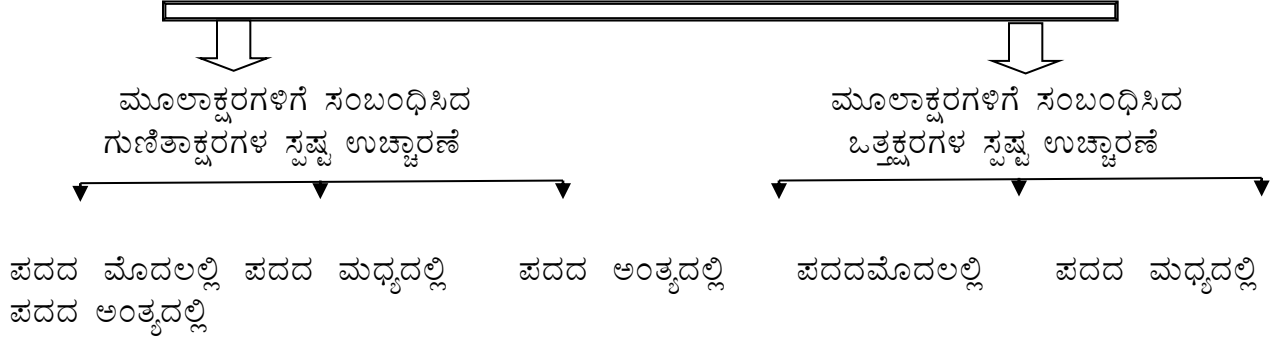 ಮೂಲಾಕ್ಷರಗಳಿಗೆ ಸಂಬಂಧಿಸಿದ
ಗುಣಿತಾಕ್ಷರಗಳ ಸ್ಪಷ್ಟ ಉಚ್ಚಾರಣೆ
ಮೂಲಾಕ್ಷರಗಳಿಗೆ ಸಂಬಂಧಿಸಿದ
ಒತ್ತಕ್ಷರಗಳ ಸ್ಪಷ್ಟ ಉಚ್ಚಾರಣೆ
ಪದದ ಮೊದಲಲ್ಲಿ ಪದದ ಮಧ್ಯದಲ್ಲಿ ಪದದ ಅಂತ್ಯದಲ್ಲಿ ಪದದಮೊದಲಲ್ಲಿ ಪದದ ಮಧ್ಯದಲ್ಲಿ
ಪದದ ಅಂತ್ಯದಲ್ಲಿ